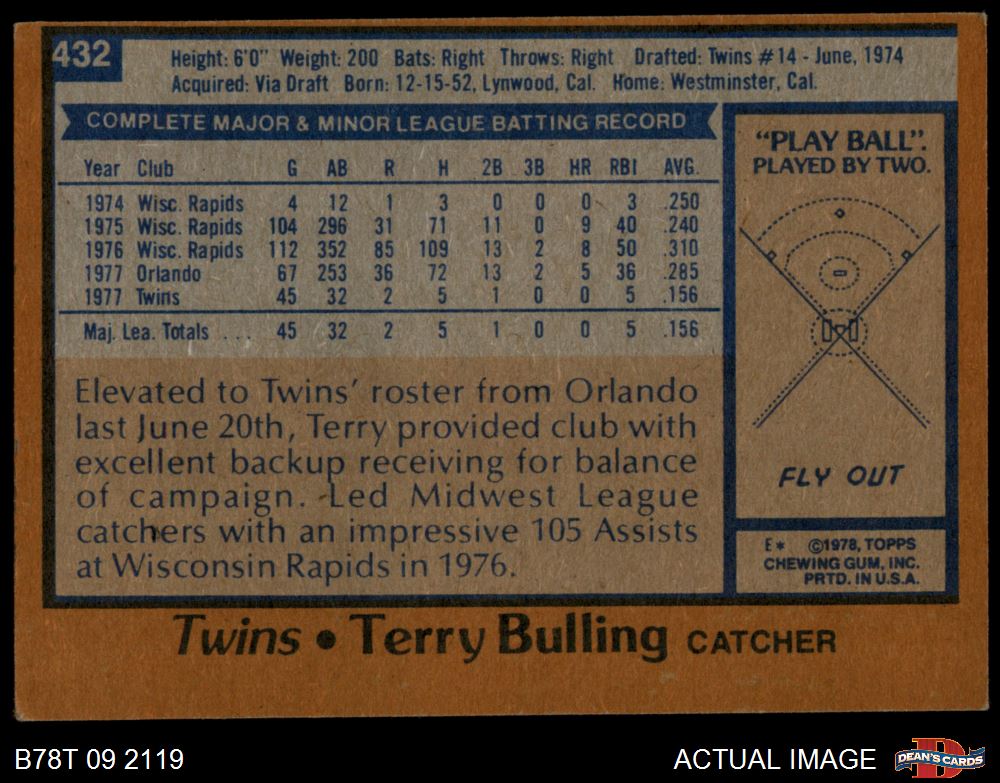 432
Height: 6'0" Weight: 200 Bats: Right Throws: Right Drafted: Twins #14 - June, 1974
Acquired: Via Draft Born: 12-15-52, Lynwood, Cal. Home: Westminster, Cal.
COMPLETE MAJOR & MINOR LEAGUE BATTING RECORD
Year Club G AB R H 2B 3B HR RBI AVG.
1974 Wisc. Rapids 4 12 1 3 0 0 0 3 .250
1975 Wisc. Rapids 104 296 31 71 11 0 9 40 .240
1976 Wisc. Rapids 112 352 85 109 13 2 8 50 .310
1977 Orlando 67 253 36 72 13 2 5 36 .285
1977 Twins 45 32 2 5 1 0 0 5 .156
Maj. Lea. Totals . . . 45 32 2 5 1 0 0 5 .156
Elevated to Twins' roster from Orlando
last June 20th, Terry provided club with
excellent backup receiving for balance
of campaign. Led Midwest League
catchers with an impressive 105 Assists
at Wisconsin Rapids in 1976.
"PLAY BALL":
PLAYED BY TWO.
FLY OUT
E* ©1978, TOPPS
CHEWING GUM, INC.
PRTD. IN U.S.A.
Twins • Terry Bulling CATCHER
B78T 09 2119
ACTUAL IMAGE
DEAN'S CARDS